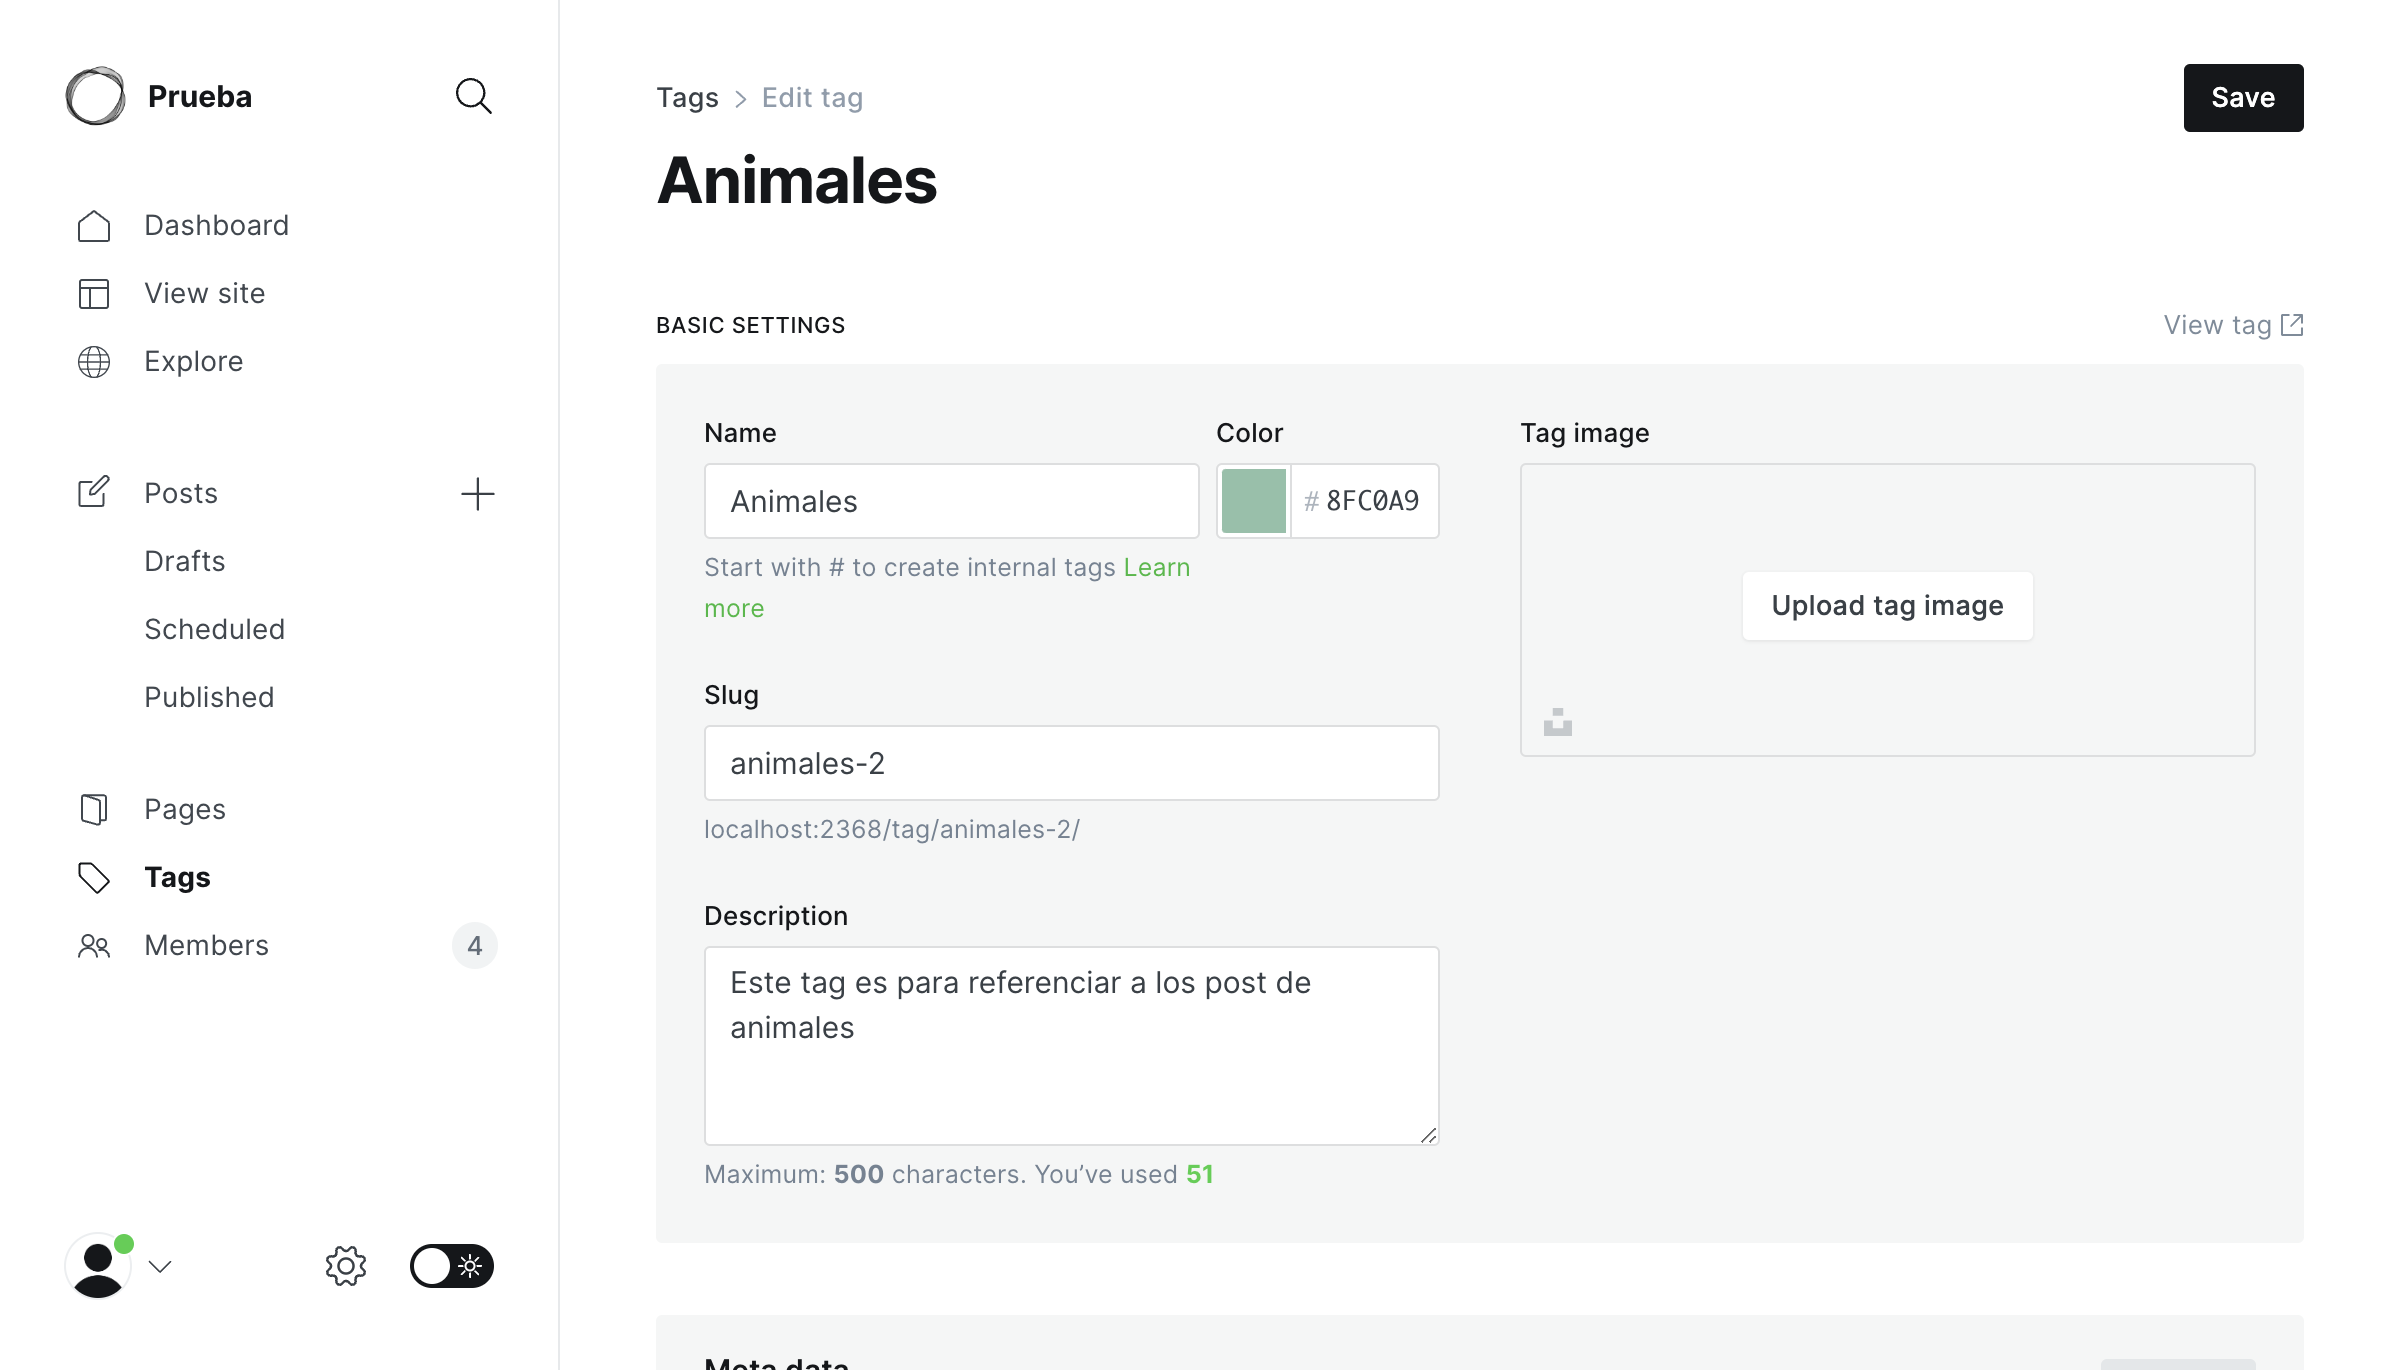 Prueba
Dashboard
View site
Explore
Posts
Drafts
Scheduled
Published
Pages
Tags
Members
4
Tags > Edit tag
Save
Animales
BASIC SETTINGS
View tag
Name
Animales
Start with # to create internal tags Learn
more
Color
# 8FC0A9
Slug
animales-2
localhost:2368/tag/animales-2/
Description
Este tag es para referenciar a los post de
animales
Maximum: 500 characters. You’ve used 51
Tag image
Upload tag image
Meta data